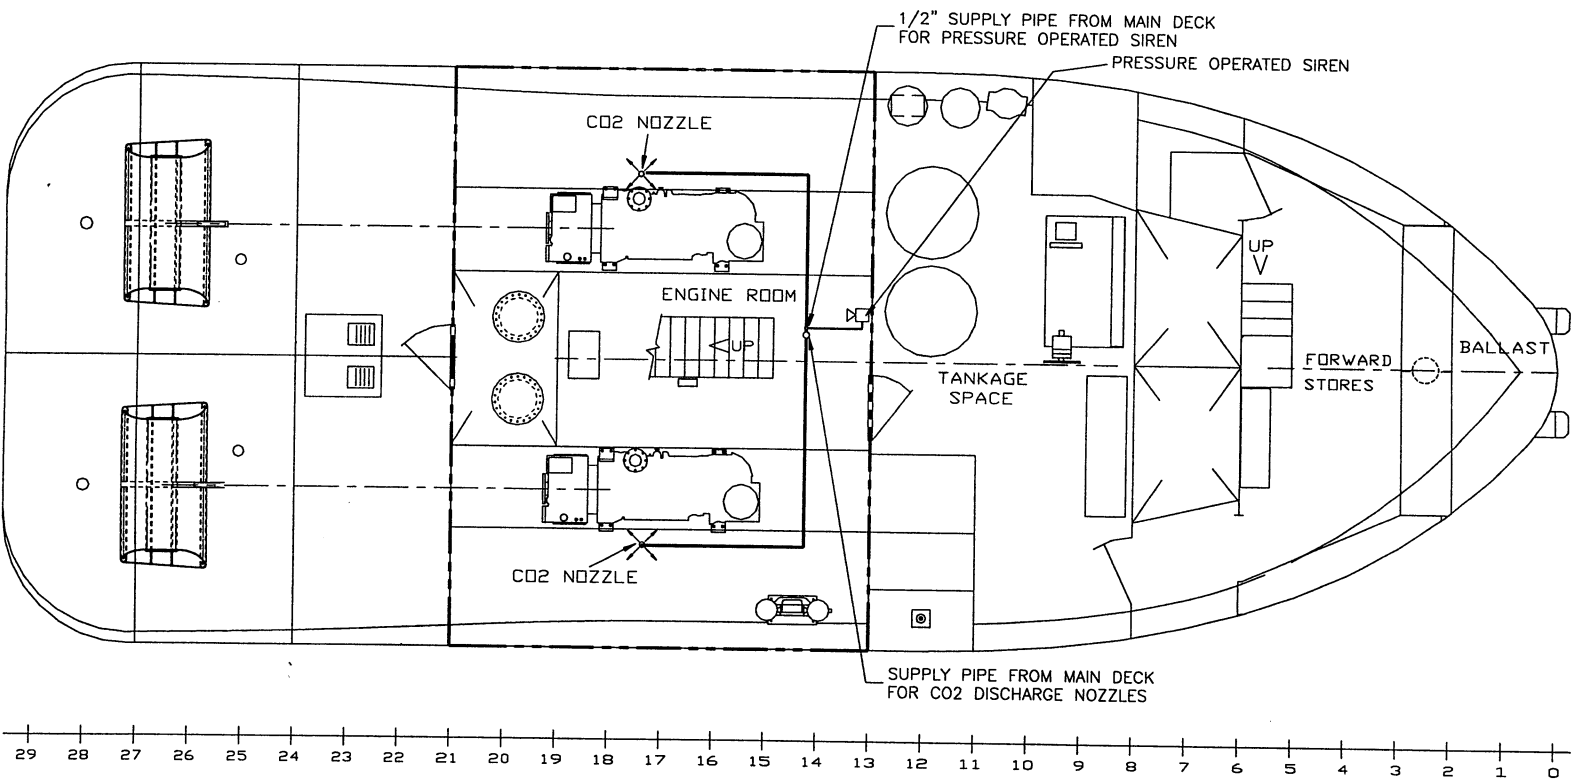 1/2" SUPPLY PIPE FROM MAIN DECK
FOR PRESSURE OPERATED SIREN
PRESSURE OPERATED SIREN
CO2 NOZZLE
UP
ENGINE ROOM
UP
BALLAST
FORWARD
STORES
TANKAGE
SPACE
CO2 NOZZLE
SUPPLY PIPE FROM MAIN DECK
FOR CO2 DISCHARGE NOZZLES
29 28 27 26 25 24 23 22 21 20 19 18 17 16 15 14 13 12 11 10 9 8 7 6 5 4 3 2 1 0